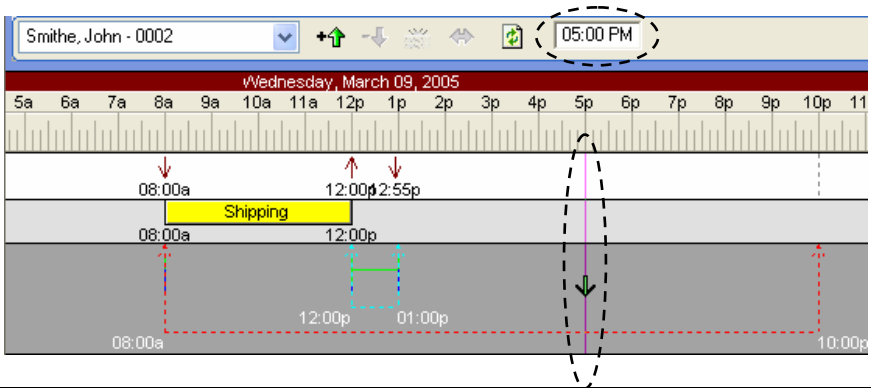 Smithe, John - 0002
05:00 PM
Wednesday, March 09, 2005
5a 6a 7a 8a 9a 10a 11a 12p 1p 2p 3p 4p 5p 6p 7p 8p 9p 10p 11
08:00a 12:00p 12:55p
Shipping
08:00a 12:00p
12:00p 01:00p
08:00a 10:00p